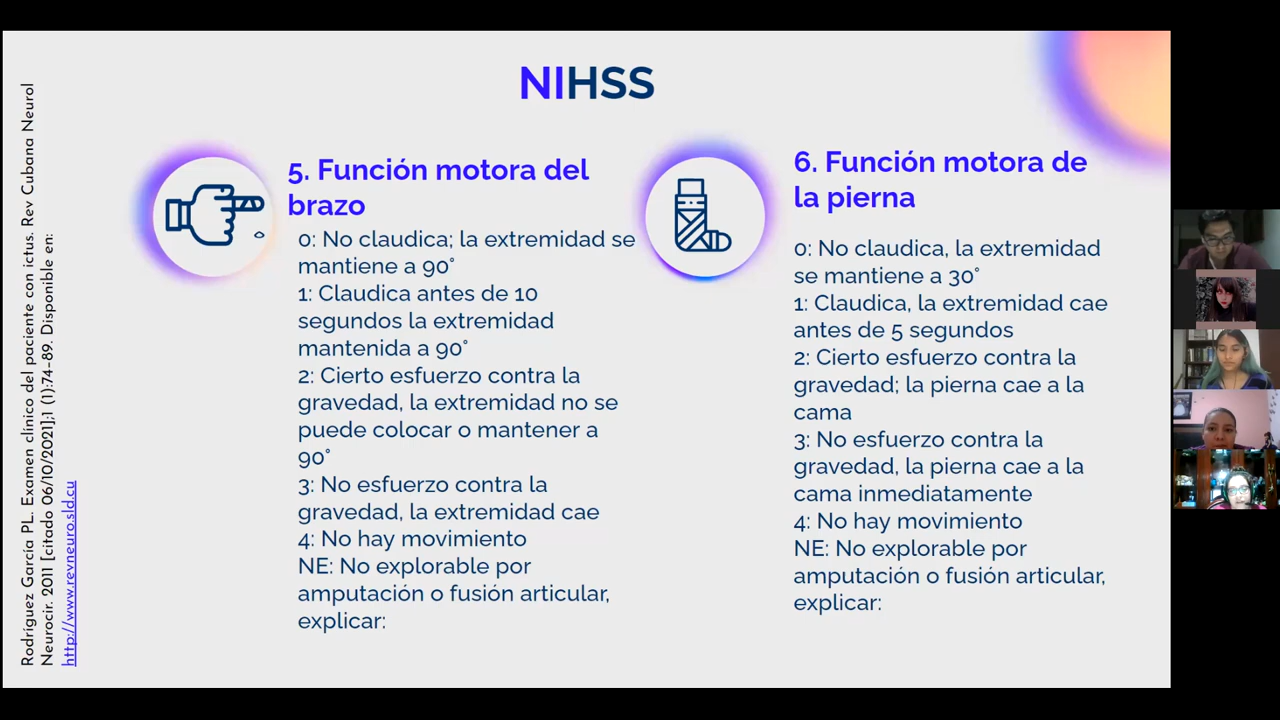 NIHSS
5. Función motora del
brazo
0: No claudica; la extremidad se
mantiene a 90°
1: Claudica antes de 10
segundos la extremidad
mantenida a 90°
2: Cierto esfuerzo contra la
gravedad, la extremidad no se
puede colocar o mantener a
90°
3: No esfuerzo contra la
gravedad, la extremidad cae
4: No hay movimiento
NE: No explorable por
amputación o fusión articular,
explicar:
6. Función motora de
la pierna
0: No claudica, la extremidad
se mantiene a 30°
1: Claudica, la extremidad cae
antes de 5 segundos
2: Cierto esfuerzo contra la
gravedad; la pierna cae a la
cama
3: No esfuerzo contra la
gravedad, la pierna cae a la
cama inmediatamente
4: No hay movimiento
NE: No explorable por
amputación o fusión articular,
explicar:
Rodríguez García PL. Examen clínico del paciente con ictus. Rev Cubana Neurol
Neurocir. 2011 [citado 06/10/2021];1 (1):74–89. Disponible en:
http://www.revneuro.sld.cu